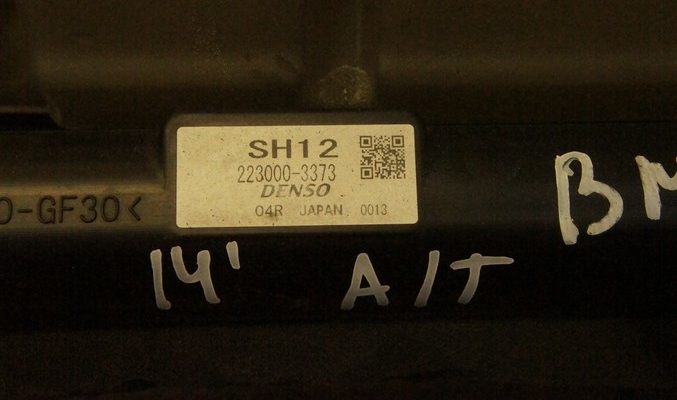 SH12
223000-3373
DENSO
04R JAPAN 0013
-GF30<
BM
14' A/T